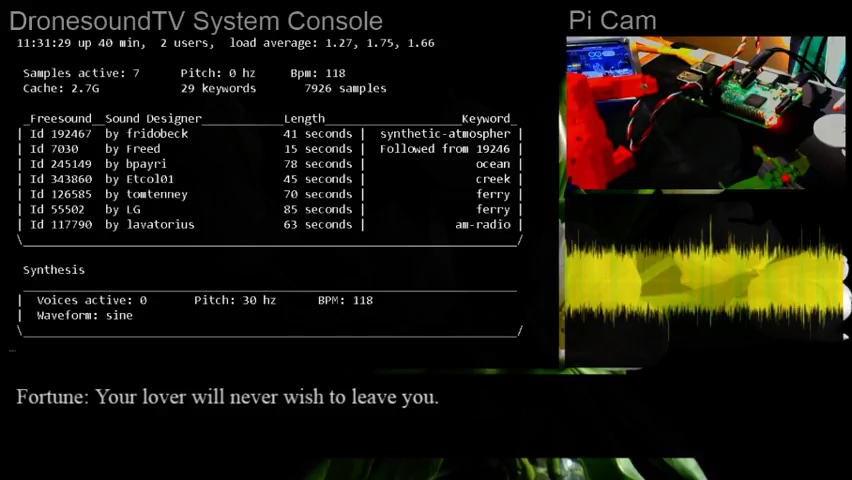 DronesoundTV System Console
Pi Cam
11:31:29 up 40 min, 2 users, load average: 1.27, 1.75, 1.66
Samples active: 7 Pitch: 0 hz Bpm: 118
Cache: 2.7G 29 keywords 7926 samples
_Freesound__Sound Designer________Length________________Keyword_
| Id 192467 by fridobeck 41 seconds | synthetic-atmospher |
| Id 7030 by Freed 15 seconds | Followed from 19246 |
| Id 245149 by bpayri 78 seconds | ocean |
| Id 343860 by Etcol01 45 seconds | creek |
| Id 126585 by tomtenney 70 seconds | ferry |
| Id 55502 by LG 85 seconds | ferry |
| Id 117790 by lavatorius 63 seconds | am-radio |
Synthesis
| Voices active: 0 Pitch: 30 hz BPM: 118
| Waveform: sine
Fortune: Your lover will never wish to leave you.